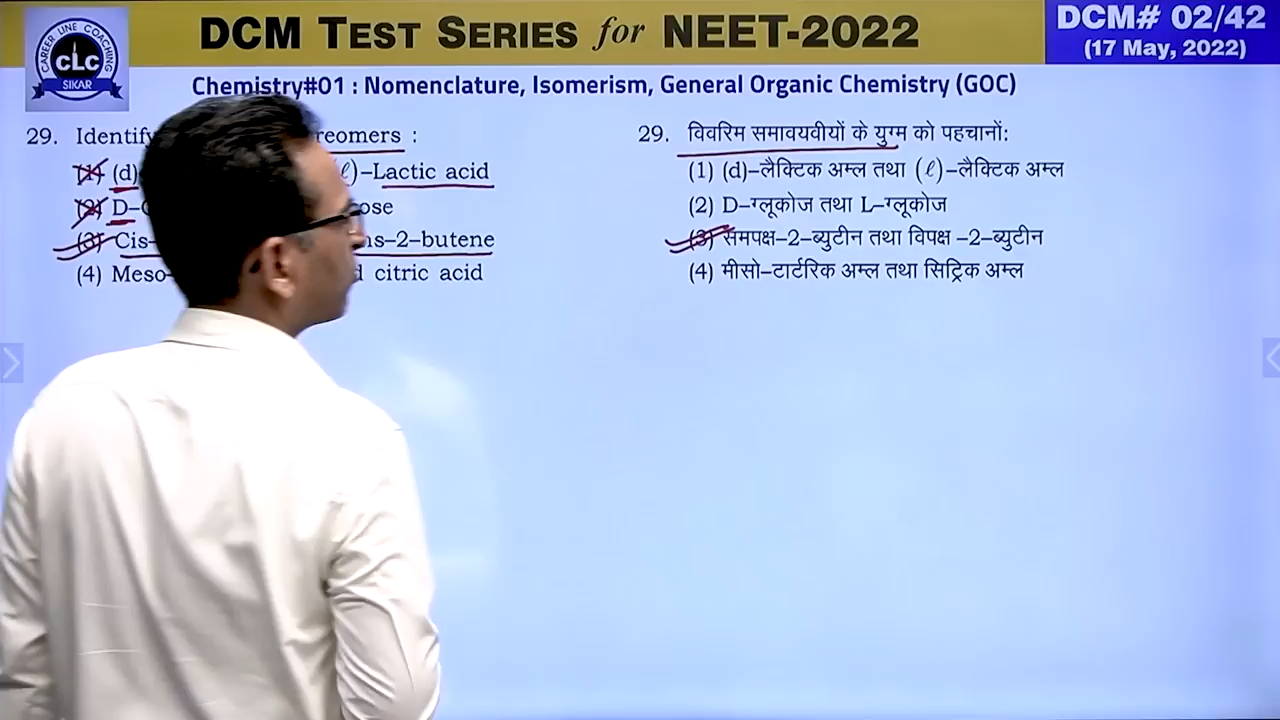 DCM TEST SERIES for NEET-2022
DCM# 02/42
(17 May, 2022)
CAREER LINE COACHING
CLC
SIKAR
Chemistry#01 : Nomenclature, Isomerism, General Organic Chemistry (GOC)
29. Identify reomers :
(1) (d) ℓ)–Lactic acid
(2) D– ose
(3) Cis– ns–2–butene
(4) Meso– citric acid
29. विवरिम समावयवीयों के युग्म को पहचानों:
(1) (d)–लैक्टिक अम्ल तथा (ℓ)–लैक्टिक अम्ल
(2) D–ग्लूकोज तथा L–ग्लूकोज
(3) समपक्ष–2–ब्युटीन तथा विपक्ष –2–ब्युटीन
(4) मीसो–टार्टरिक अम्ल तथा सिट्रिक अम्ल